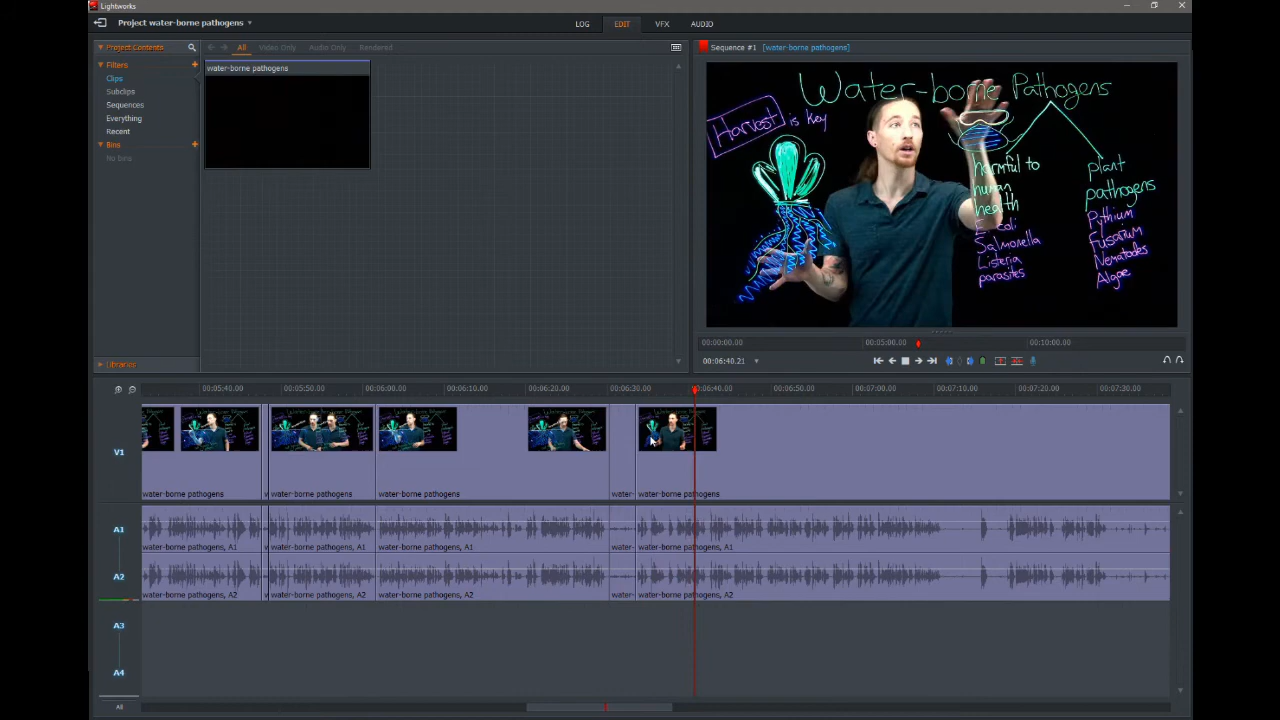 Lightworks
Project water-borne pathogens
LOG EDIT VFX AUDIO
Project Contents
All Video Only Audio Only Rendered
Sequence #1 [water-borne pathogens]
Filters
Clips
Subclips
Sequences
Everything
Recent
Bins
No Bins
Libraries
water-borne pathogens
Water-borne Pathogens
Harvest is key
harmful to
human
health
E-coli
Salmonella
Listeria
parasites
plant
pathogens
Pythium
Fusarium
Nematodes
Algae
00:00:00.00 00:05:00.00 00:10:00.00
00:06:40.21
00:05:40.00 00:05:50.00 00:06:00.00 00:06:10.00 00:06:20.00 00:06:30.00 00:06:40.00 00:06:50.00 00:07:00.00 00:07:10.00 00:07:20.00 00:07:30.00
V1
water-borne pathogens w water-borne pathogens water-borne pathogens water- water-borne pathogens
A1
water-borne pathogens, A1 w water-borne pathogens, A1 water-borne pathogens, A1 water- water-borne pathogens, A1
A2
water-borne pathogens, A2 w water-borne pathogens, A2 water-borne pathogens, A2 water- water-borne pathogens, A2
A3
A4
All